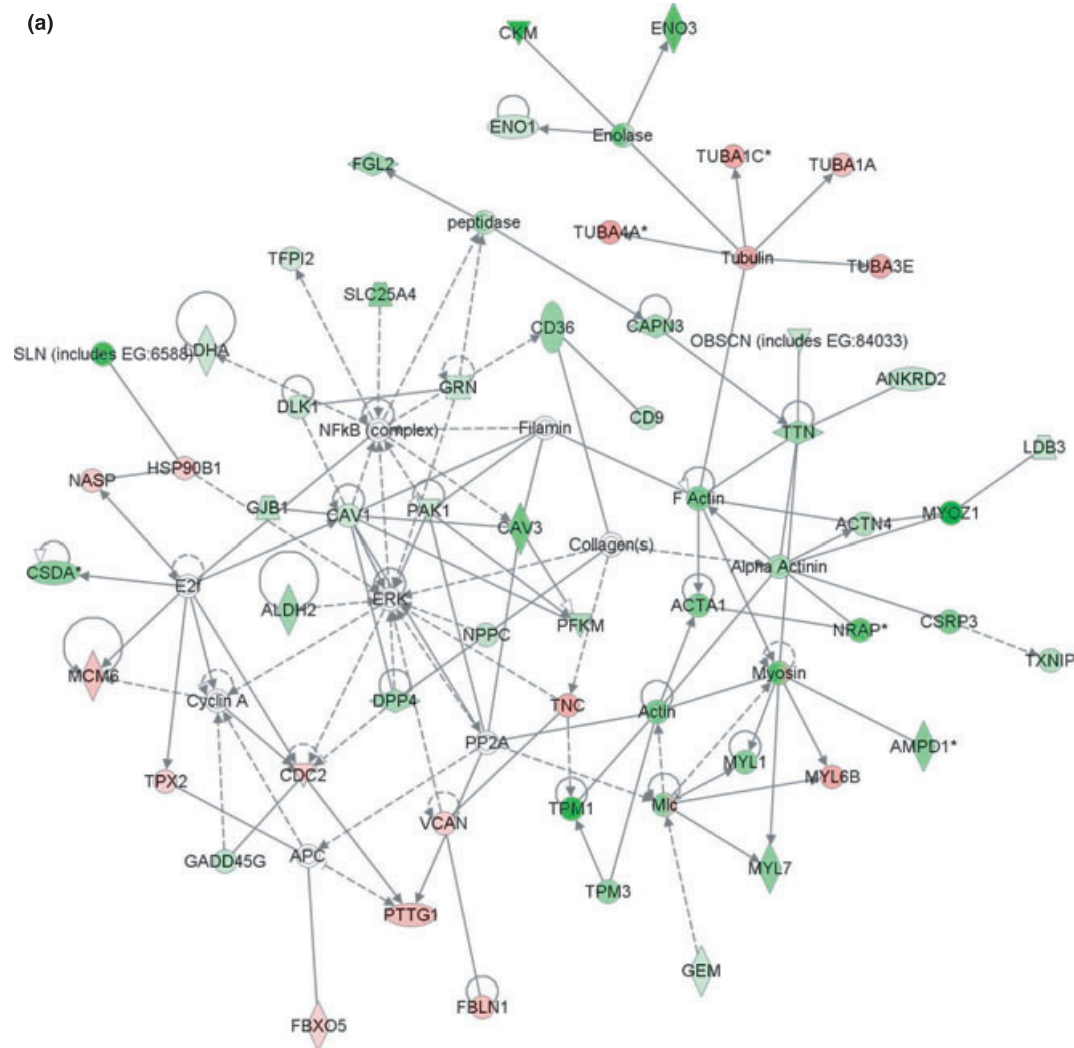 (a)
CKM
ENO3
ENO1
Enolase
TUBA1C*
TUBA1A
FGL2
peptidase
TUBA4A*
Tubulin
TUBA3E
TFPI2
SLC25A4
CD36
CAPN3
OBSCN (includes EG:84033)
SLN (includes EG:6588)
LDHA
GRN
ANKRD2
DLK1
CD9
TTN
NFkB (complex)
Filamin
LDB3
NASP
HSP90B1
GJB1
CAV1
PAK1
CAV3
F Actin
ACTN4
MYOZ1
Collagen(s)
CSDA*
E2f
Alpha Actinin
ALDH2
ERK
NPPC
PFKM
ACTA1
NRAP*
CSRP3
TXNIP
MCM6
Cyclin A
DPP4
TNC
Actin
Myosin
PP2A
AMPD1*
TPX2
CDC2
MYL1
MYL6B
VCAN
TPM1
Mlc
GADD45G
APC
TPM3
MYL7
PTTG1
GEM
FBLN1
FBXO5